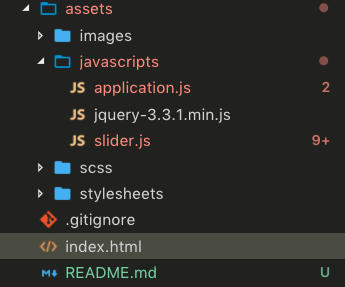 assets
images
javascripts
JS application.js 2
JS jquery-3.3.1.min.js
JS slider.js 9+
scss
stylesheets
.gitignore
index.html
README.md U